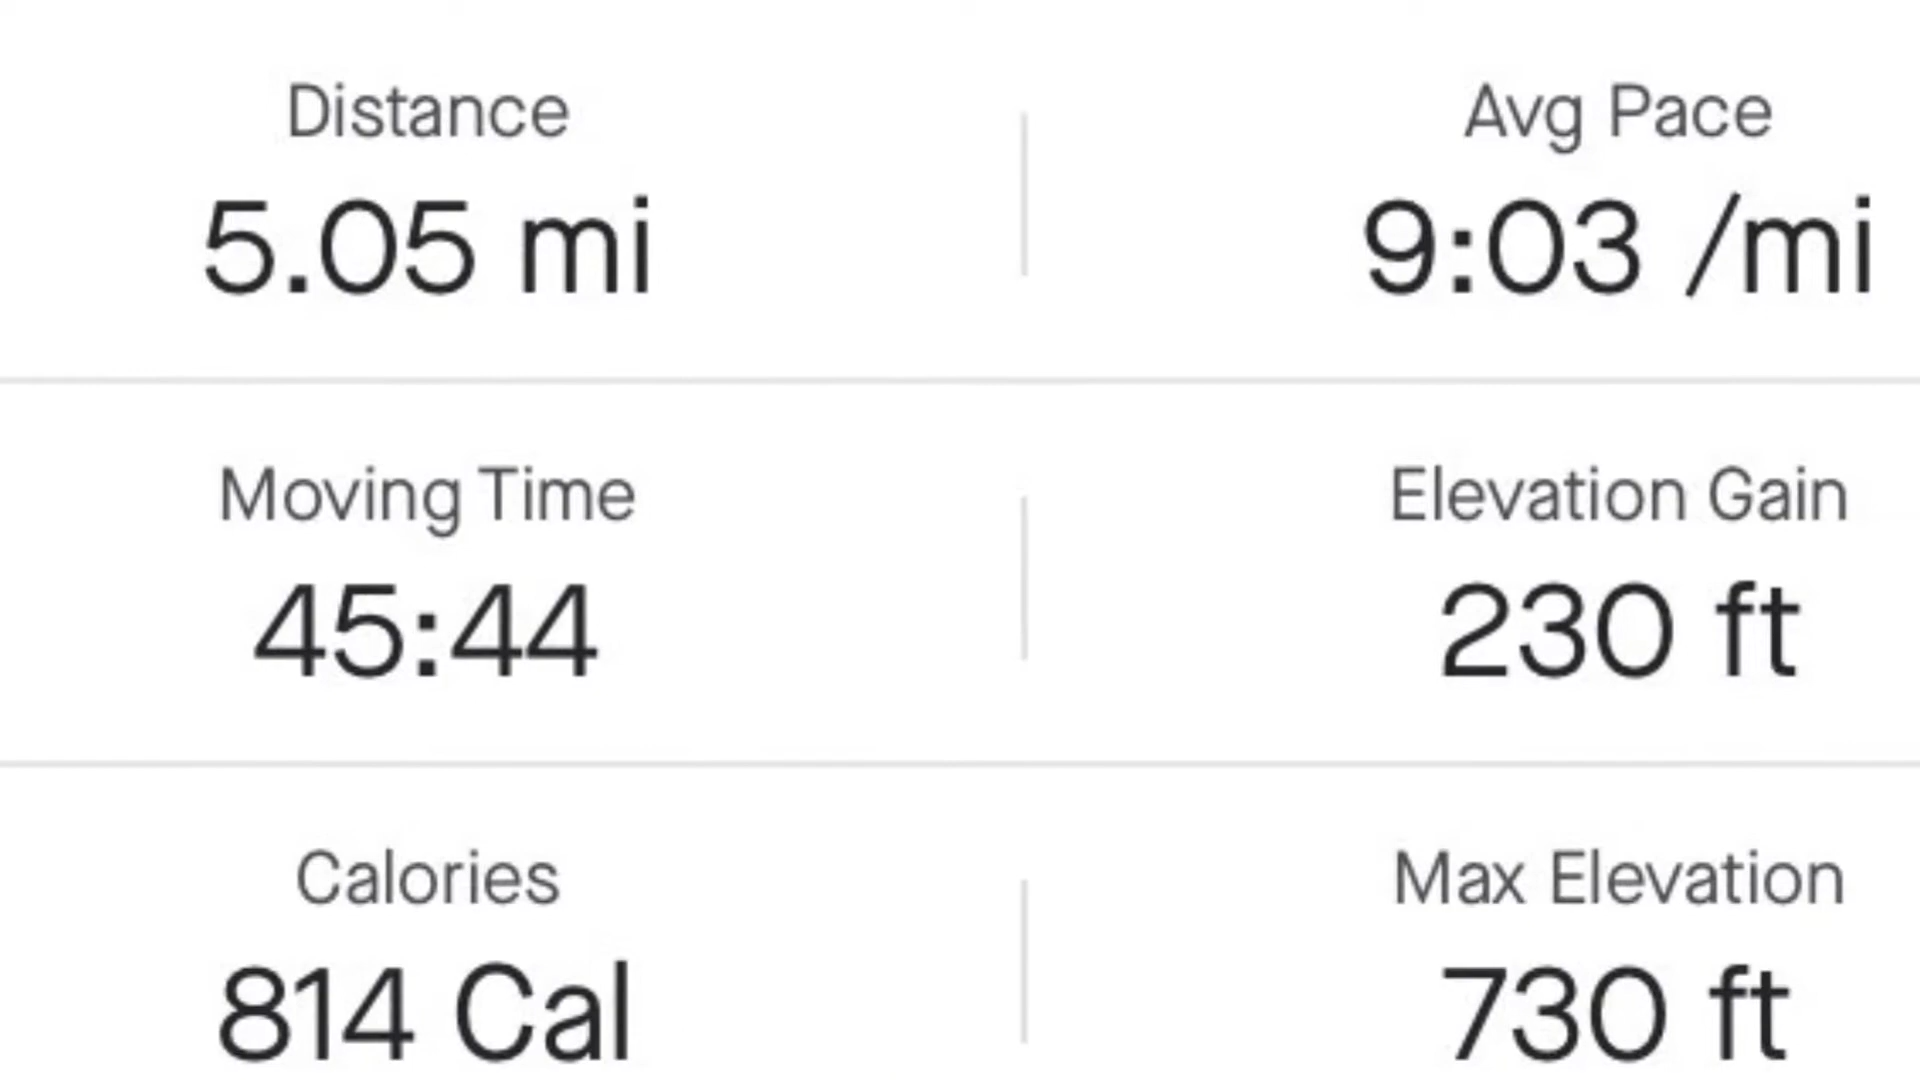 Distance
Avg Pace
5.05 mi
9:03 /mi
Moving Time
Elevation Gain
45:44
230 ft
Calories
Max Elevation
814 Cal
730 ft